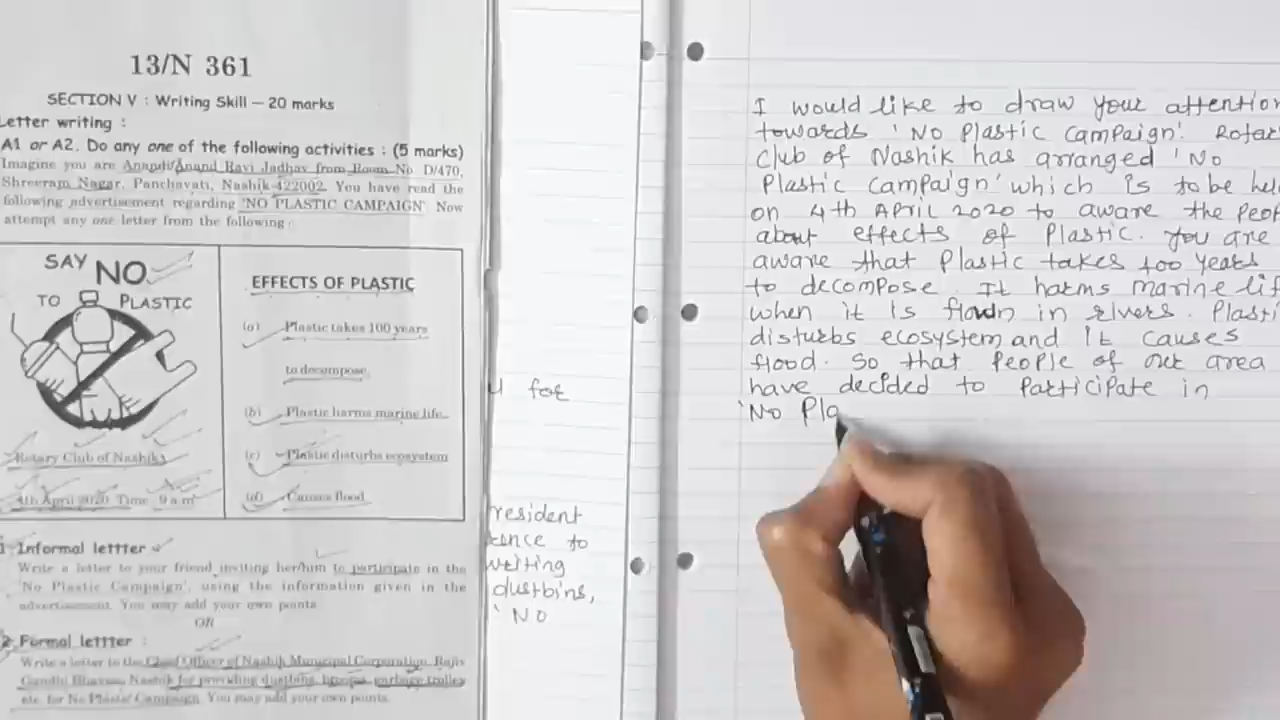 13/N 361
SECTION V : Writing Skill – 20 marks
Letter writing :
A1 or A2. Do any one of the following activities : (5 marks)
Imagine you are Anandi/Anand Ravi Jadhav from Room No D/470,
Shreeram Nagar, Panchavati, Nashik-422002. You have read the
following advertisement regarding 'NO PLASTIC CAMPAIGN'. Now
attempt any one letter from the following :
SAY NO
TO PLASTIC
Rotary Club of Nashik
4th April 2020 Time 9 a.m
EFFECTS OF PLASTIC
(a) Plastic takes 100 years
to decompose.
(b) Plastic harms marine life.
(c) Plastic disturbs ecosystem
(d) Causes flood.
1 Informal lettter
Write a letter to your friend inviting her/him to participate in the
'No Plastic Campaign', using the information given in the
advertisement. You may add your own points.
OR
2 Formal lettter :
Write a letter to the Chief Officer of Nashik Municipal Corporation, Rajiv
Gandhi Bhavan, Nashik for providing dustbins, brooms, garbage trolley
etc. for No Plastic Campaign. You may add your own points.
for
resident
to
writing
dustbins,
'No
I would like to draw your attention
towards 'No Plastic Campaign'. Rotar
Club of Nashik has arranged 'No
Plastic Campaign' which is to be hel
on 4th April 2020 to aware the Peop
about effects of Plastic. You are
aware that Plastic takes 100 years
to decompose. It harms marine lif
when it is flown in rivers. Plasti
disturbs ecosystem and it causes
flood. So that people of our area
have decided to Participate in
'No Pla